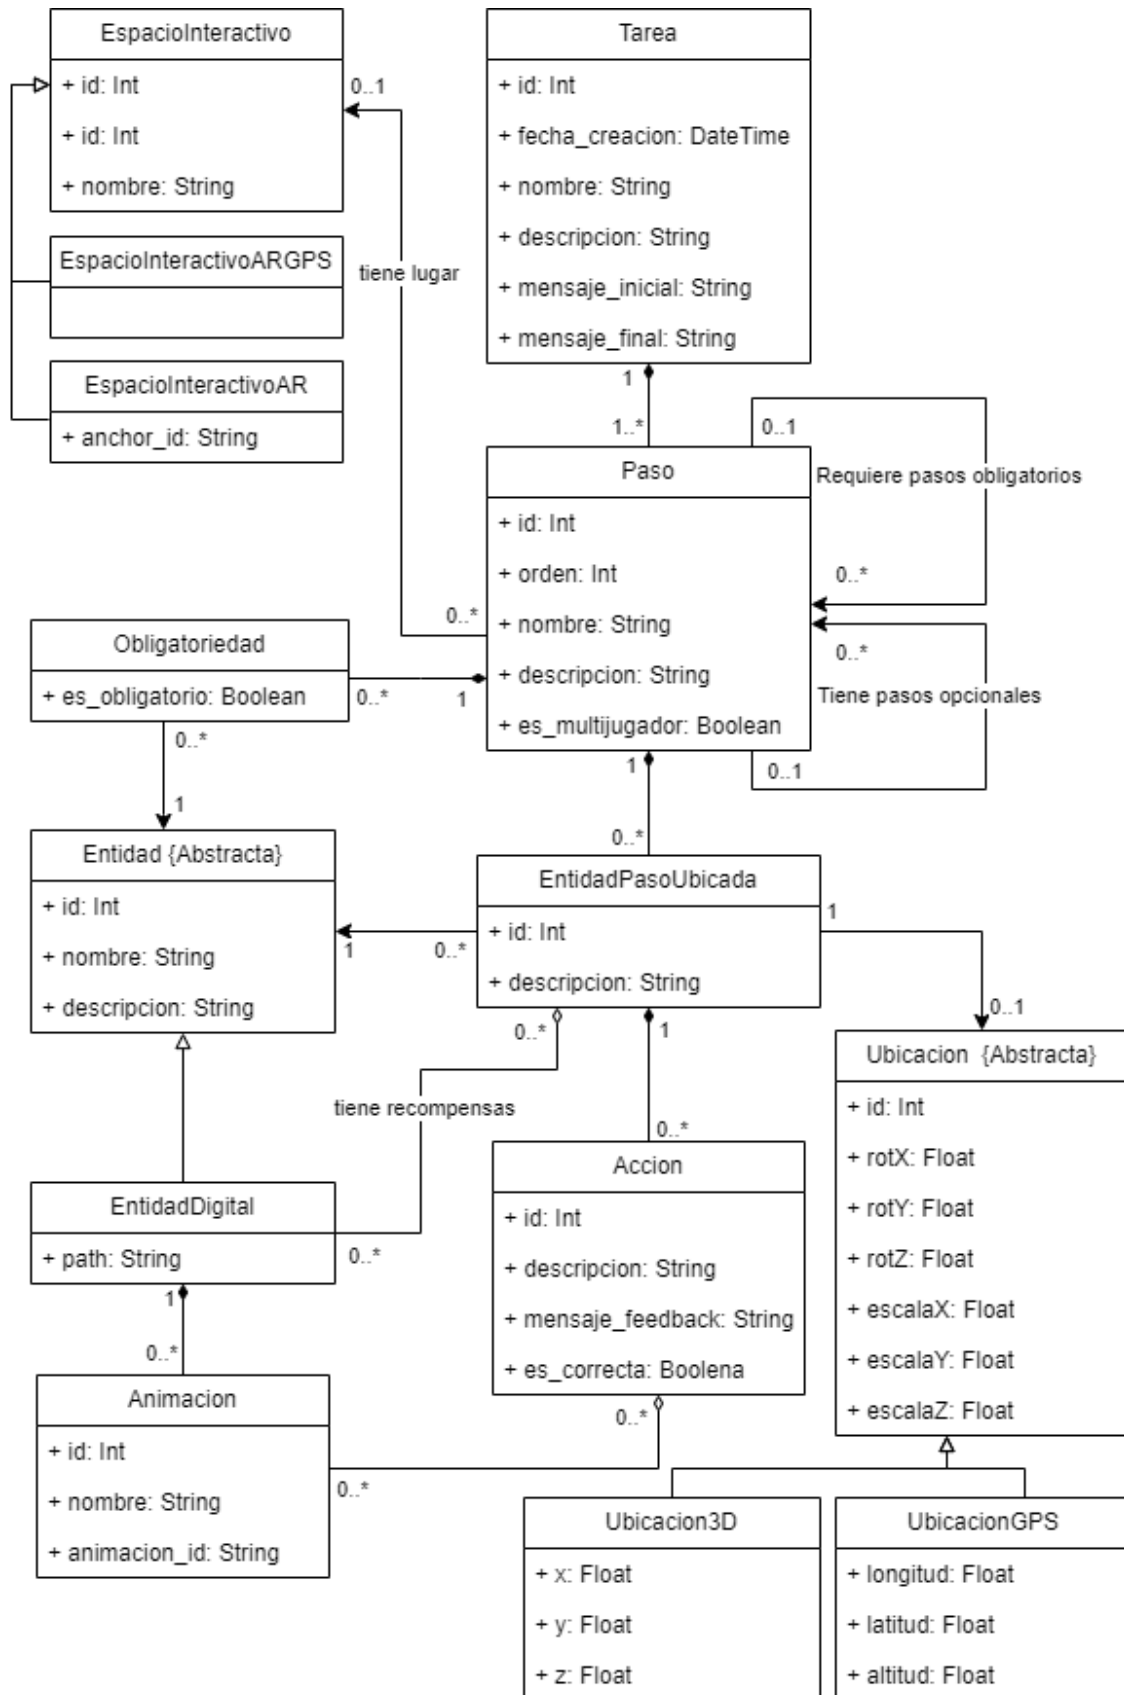 EspacioInteractivo
+ id: Int
+ id: Int
+ nombre: String
EspacioInteractivoARGPS
EspacioInteractivoAR
+ anchor_id: String
0..1
tiene lugar
0..*
Tarea
+ id: Int
+ fecha_creacion: DateTime
+ nombre: String
+ descripcion: String
+ mensaje_inicial: String
+ mensaje_final: String
1
1..*
Paso
+ id: Int
+ orden: Int
+ nombre: String
+ descripcion: String
+ es_multijugador: Boolean
0..1
Requiere pasos obligatorios
0..*
0..*
Tiene pasos opcionales
0..1
Obligatoriedad
+ es_obligatorio: Boolean
0..*
1
0..*
1
1
0..*
Entidad {Abstracta}
+ id: Int
+ nombre: String
+ descripcion: String
1
0..*
EntidadPasoUbicada
+ id: Int
+ descripcion: String
1
0..1
0..*
1
tiene recompensas
0..*
0..*
Ubicacion {Abstracta}
+ id: Int
+ rotX: Float
+ rotY: Float
+ rotZ: Float
+ escalaX: Float
+ escalaY: Float
+ escalaZ: Float
Accion
+ id: Int
+ descripcion: String
+ mensaje_feedback: String
+ es_correcta: Boolena
EntidadDigital
+ path: String
1
0..*
Animacion
+ id: Int
+ nombre: String
+ animacion_id: String
0..*
0..*
Ubicacion3D
+ x: Float
+ y: Float
+ z: Float
UbicacionGPS
+ longitud: Float
+ latitud: Float
+ altitud: Float